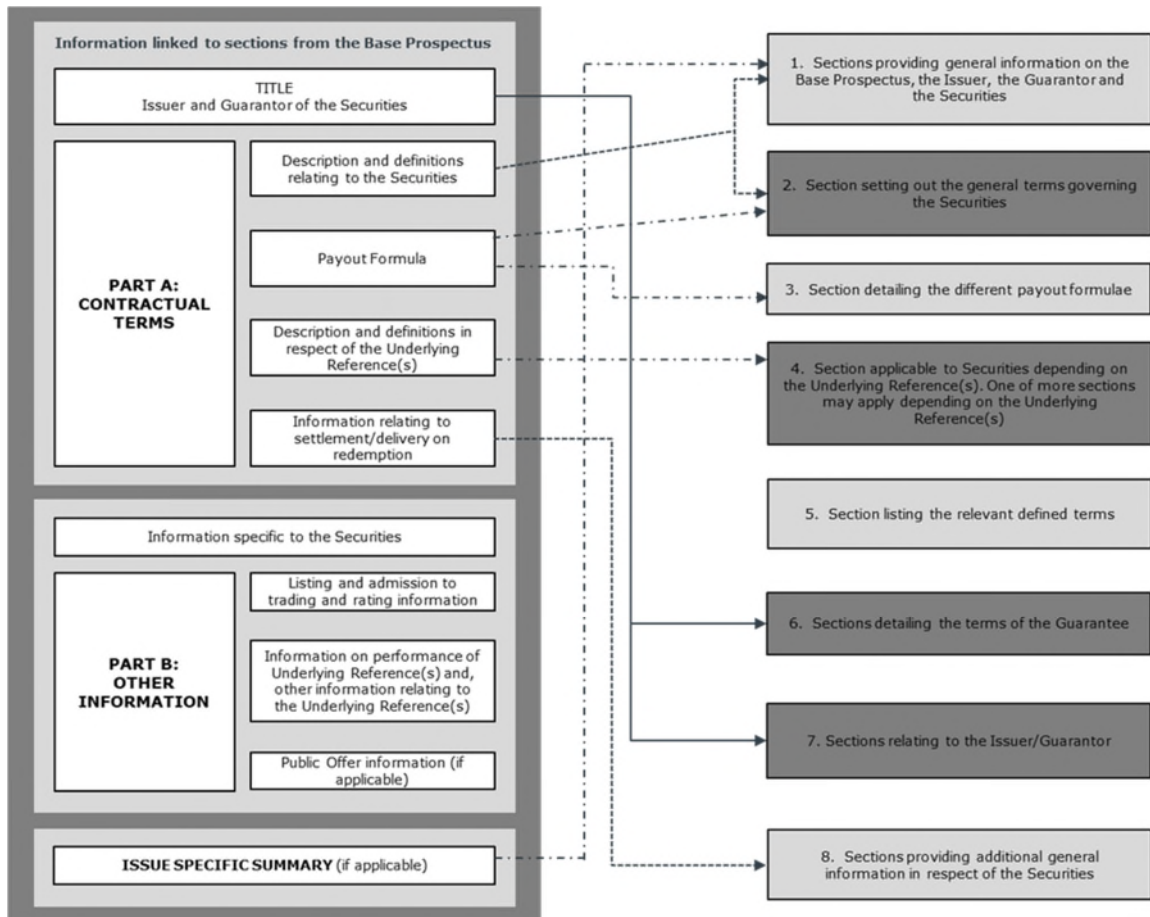 Information linked to sections from the Base Prospectus
TITLE
Issuer and Guarantor of the Securities
PART A:
CONTRACTUAL
TERMS
Description and definitions
relating to the Securities
Payout Formula
Description and definitions in
respect of the Underlying
Reference(s)
Information relating to
settlement/delivery on
redemption
Information specific to the Securities
PART B:
OTHER
INFORMATION
Listing and admission to
trading and rating information
Information on performance of
Underlying Reference(s) and,
other information relating to
the Underlying Reference(s)
Public Offer information (if
applicable)
ISSUE SPECIFIC SUMMARY (if applicable)
1. Sections providing general information on the
Base Prospectus, the Issuer, the Guarantor and
the Securities
2. Section setting out the general terms governing
the Securities
3. Section detailing the different payout formulae
4. Section applicable to Securities depending on
the Underlying Reference(s). One of more sections
may apply depending on the Underlying
Reference(s)
5. Section listing the relevant defined terms
6. Sections detailing the terms of the Guarantee
7. Sections relating to the Issuer/Guarantor
8. Sections providing additional general
information in respect of the Securities